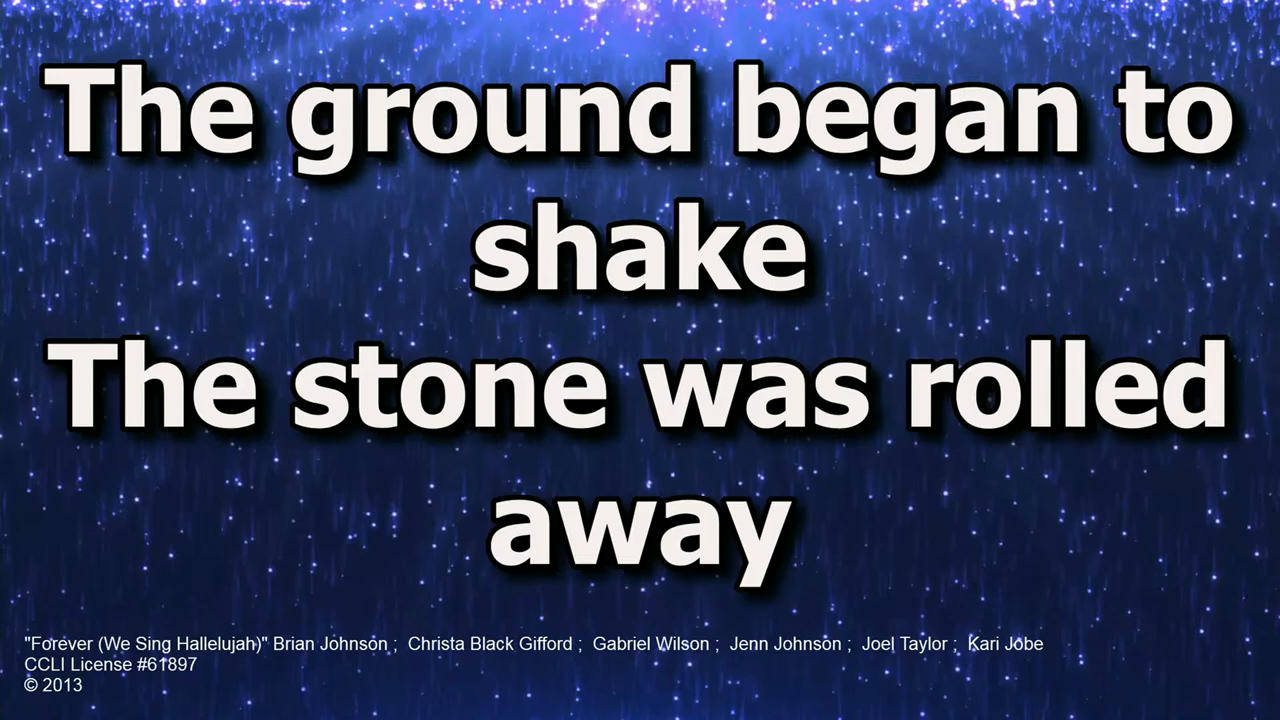 The ground began to
shake
The stone was rolled
away
"Forever (We Sing Hallelujah)" Brian Johnson ;  Christa Black Gifford ;  Gabriel Wilson ;  Jenn Johnson ;  Joel Taylor ;  Kari Jobe
CCLI License #61897
© 2013